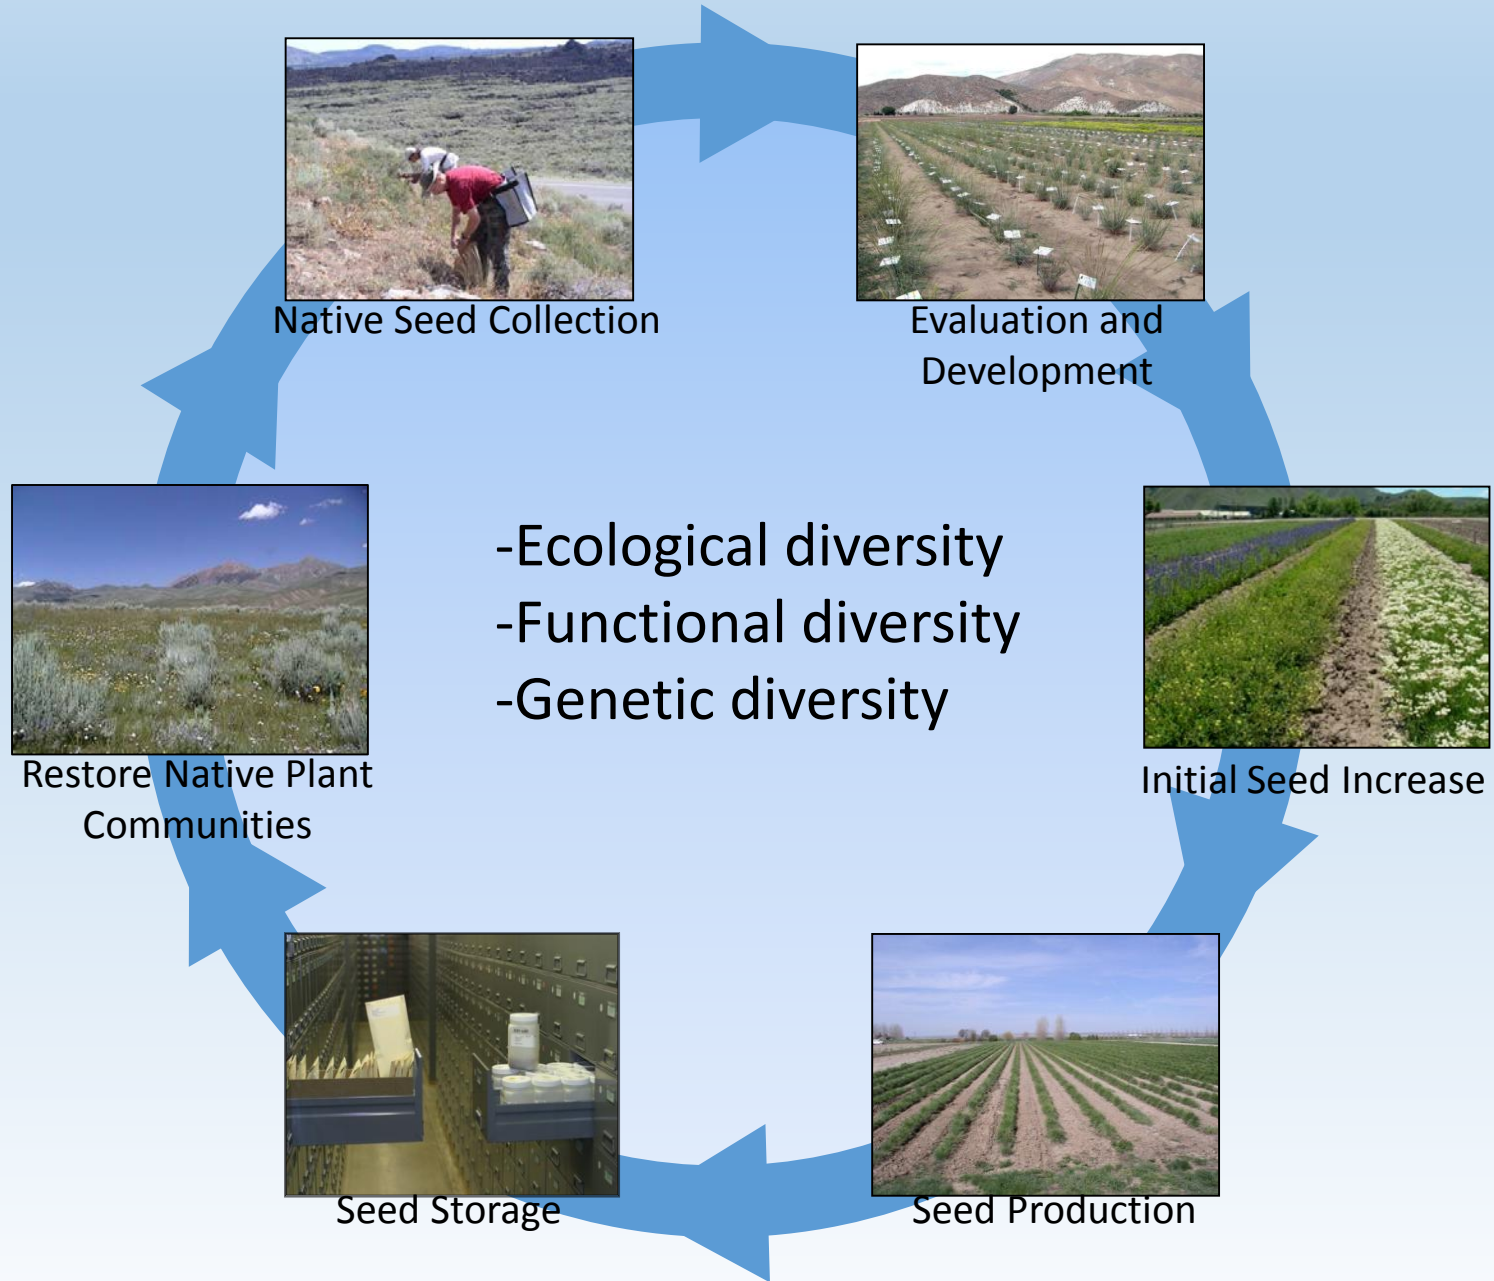 Native Seed Collection
Evaluation and
Development
-Ecological diversity
-Functional diversity
-Genetic diversity
Restore Native Plant
Communities
Initial Seed Increase
Seed Storage
Seed Production